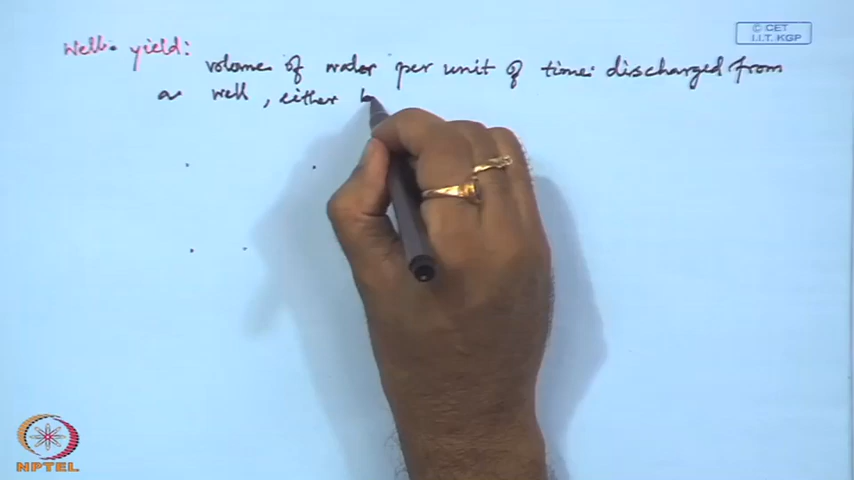 © CET
I.I.T. KGP
Well yield:
volume of water per unit of time discharged from
a well, either b
NPTEL